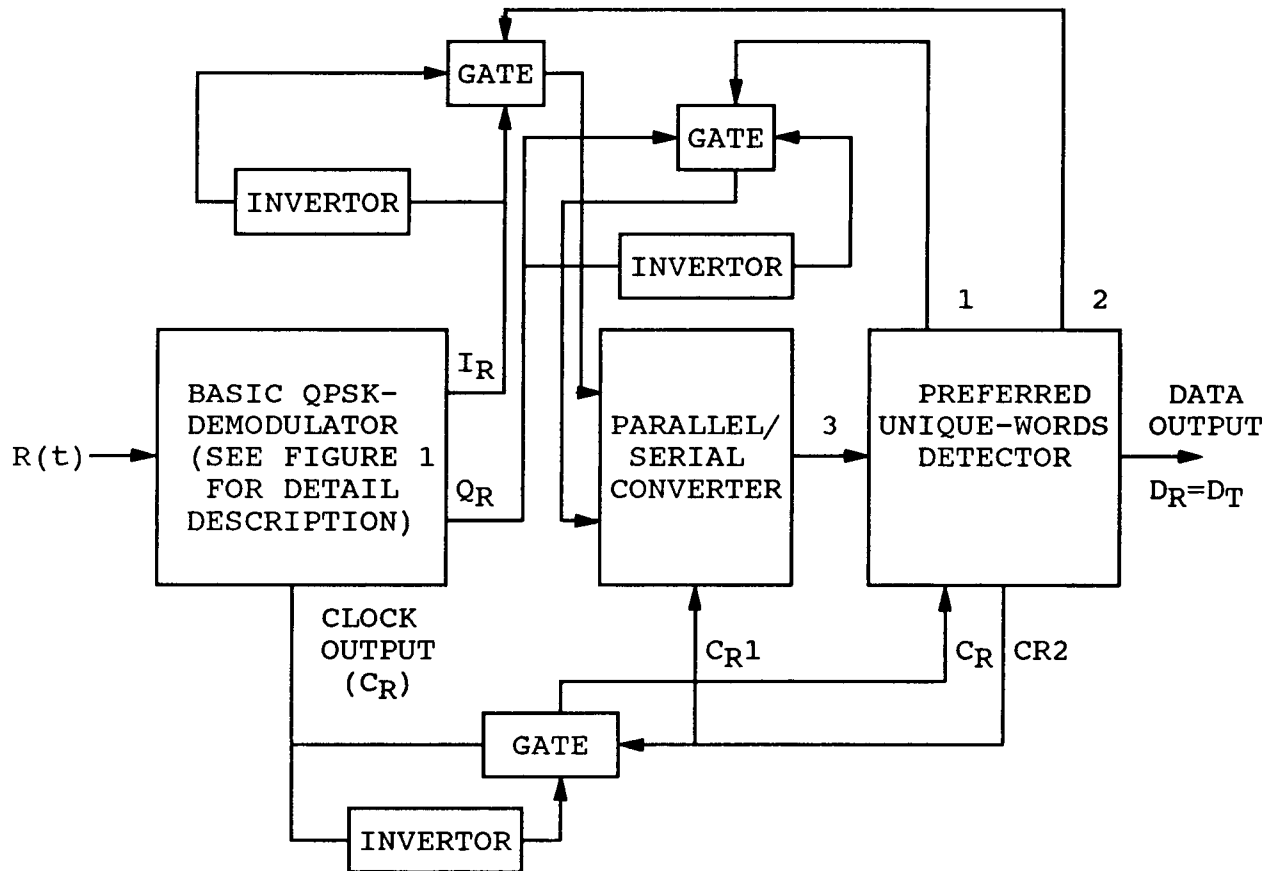 GATE
GATE
INVERTOR
INVERTOR
1
2
R(t)
BASIC QPSK-
DEMODULATOR
(SEE FIGURE 1
FOR DETAIL
DESCRIPTION)
IR
QR
PARALLEL/
SERIAL
CONVERTER
3
PREFERRED
UNIQUE-WORDS
DETECTOR
DATA
OUTPUT
DR=DT
CLOCK
OUTPUT
(CR)
CR1
CR
CR2
GATE
INVERTOR